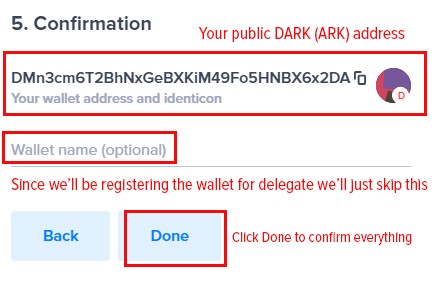 5. Confirmation
Your public DARK (ARK) address
DMn3cm6T2BhNxGeBXKiM49Fo5HNBX6x2DA
D
Your wallet address and identicon
Wallet name (optional)
Since we'll be registering the wallet for delegate we'll just skip this
Back
Done
Click Done to confirm everything